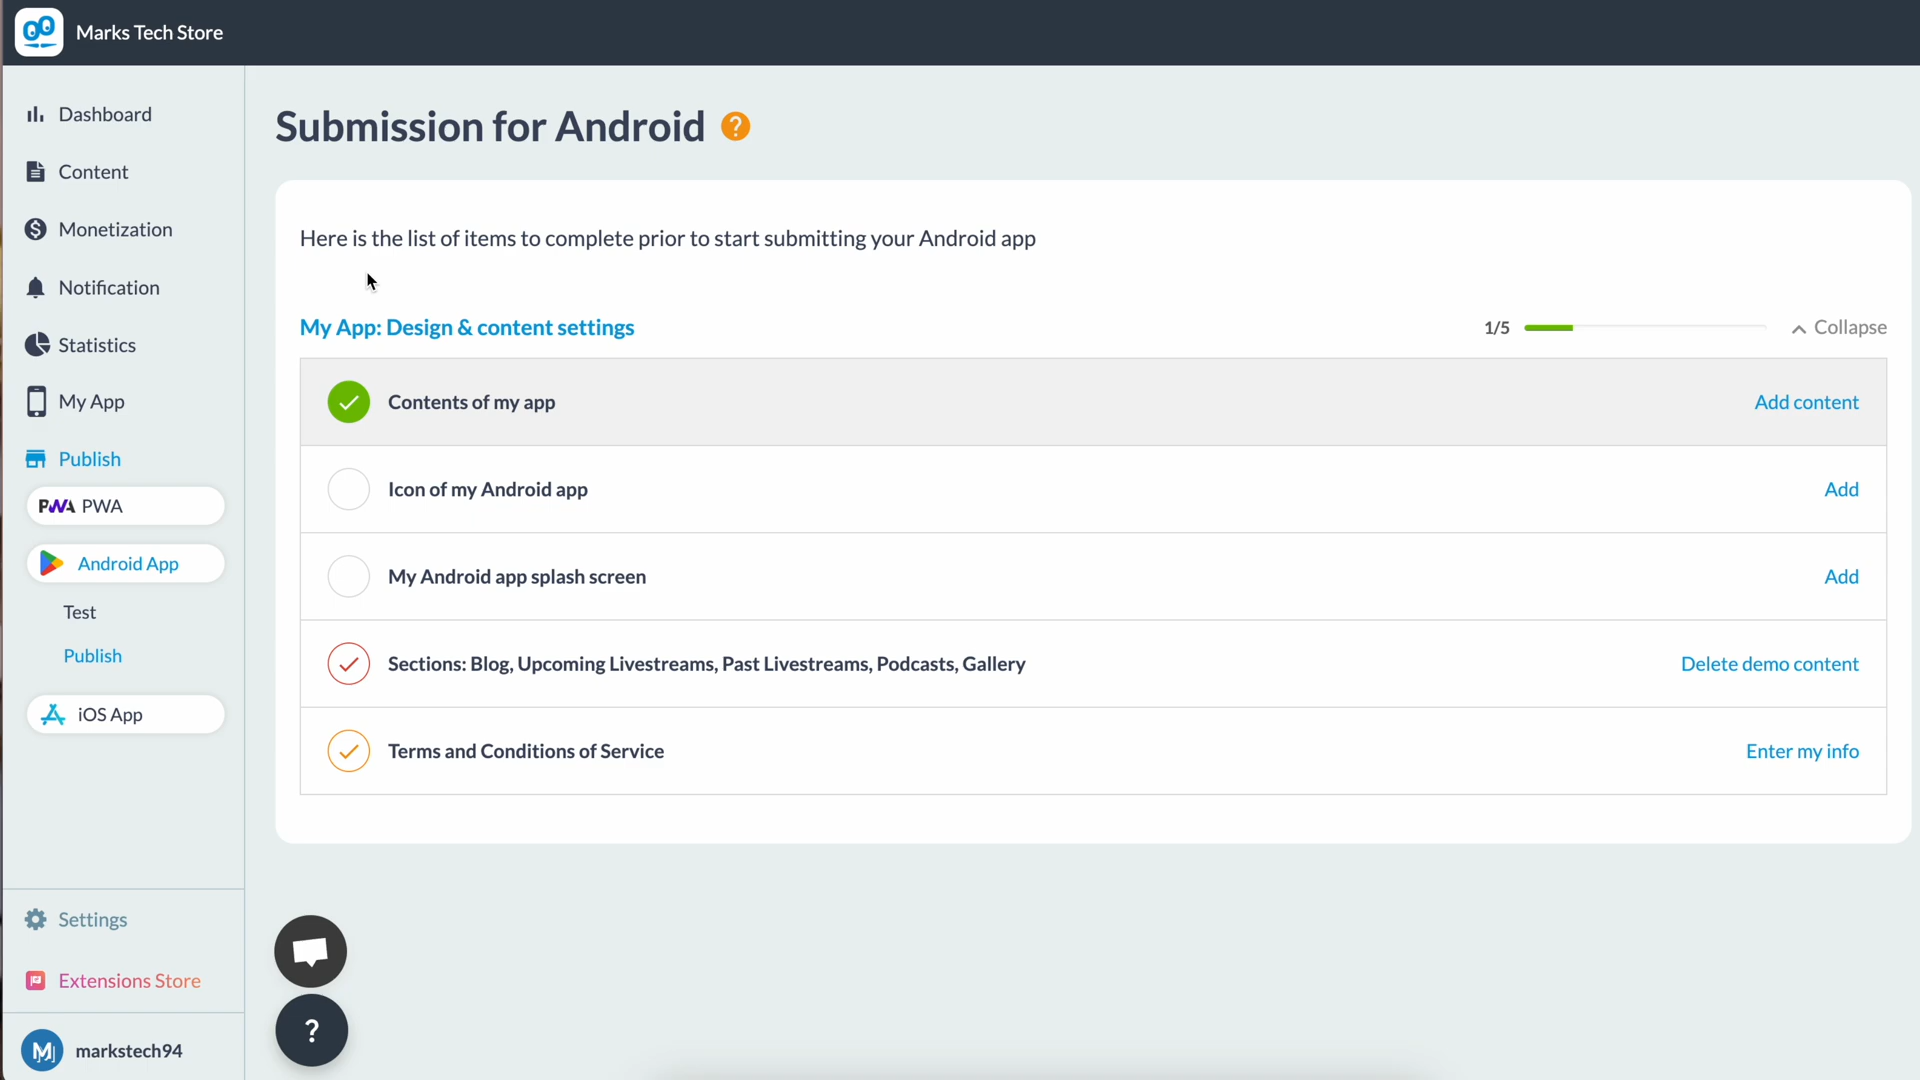 Marks Tech Store
Dashboard
Content
Monetization
Notification
Statistics
My App
Publish
PWA PWA
Android App
Test
Publish
iOS App
Settings
Extensions Store
M markstech94
Submission for Android ?
Here is the list of items to complete prior to start submitting your Android app
My App: Design & content settings 1/5 Collapse
Contents of my app Add content
Icon of my Android app Add
My Android app splash screen Add
Sections: Blog, Upcoming Livestreams, Past Livestreams, Podcasts, Gallery Delete demo content
Terms and Conditions of Service Enter my info
?